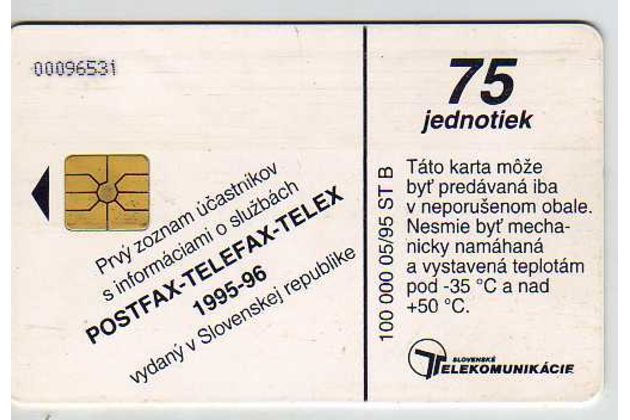 00096531
Prvý zoznam účastníkov
s informáciami o službách
POSTFAX-TELEFAX-TELEX
1995-96
vydaný v Slovenskej republike
100 000 05/95 ST B
75
jednotiek
Táto karta môže
byť predávaná iba
v neporušenom obale.
Nesmie byť mecha-
nicky namáhaná
a vystavená teplotám
pod -35 °C a nad
+50 °C.
SLOVENSKÉ
TELEKOMUNIKÁCIE